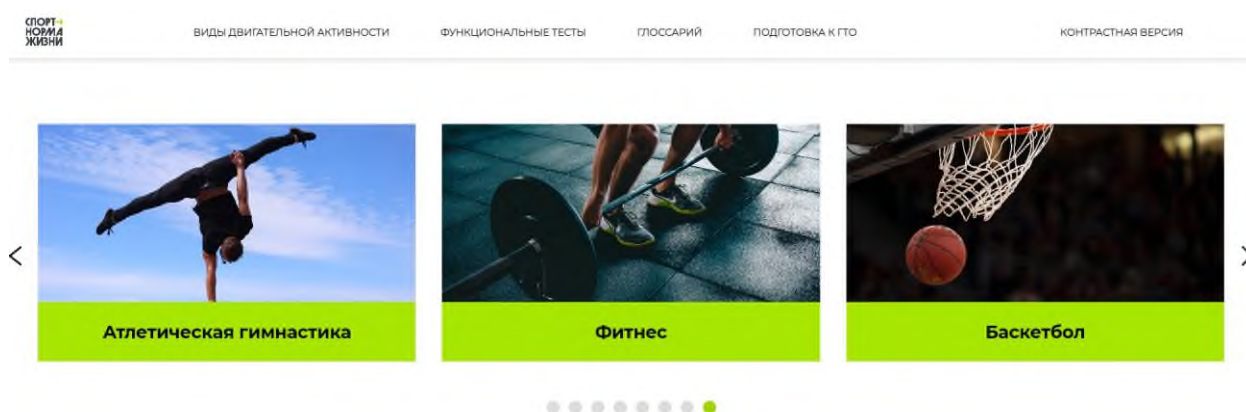 СПОРТ→
НОРМА
ЖИЗНИ
ВИДЫ ДВИГАТЕЛЬНОЙ АКТИВНОСТИ
ФУНКЦИОНАЛЬНЫЕ ТЕСТЫ
ГЛОССАРИЙ
ПОДГОТОВКА К ГТО
КОНТРАСТНАЯ ВЕРСИЯ
Атлетическая гимнастика
Фитнес
Баскетбол